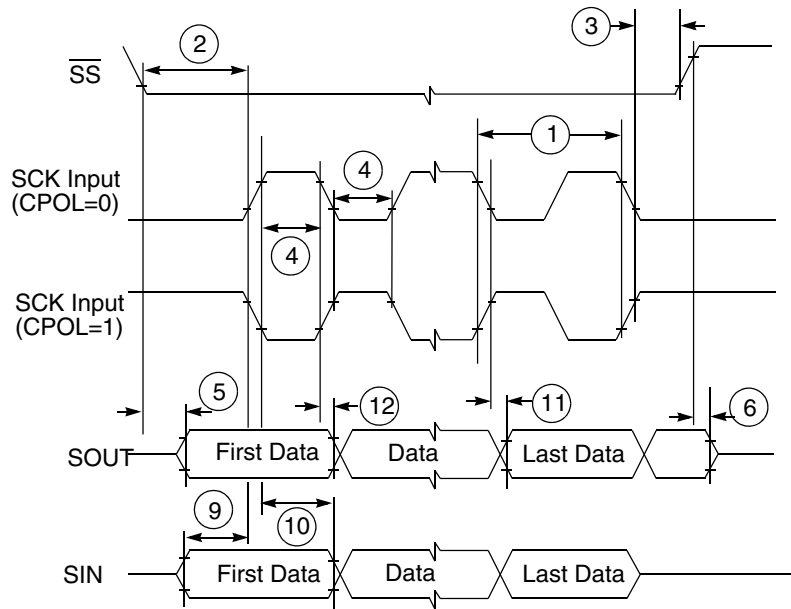 2
3
SS
1
SCK Input
(CPOL=0)
4
4
SCK Input
(CPOL=1)
5
12
11
6
SOUT
First Data
Data
Last Data
9
10
SIN
First Data
Data
Last Data